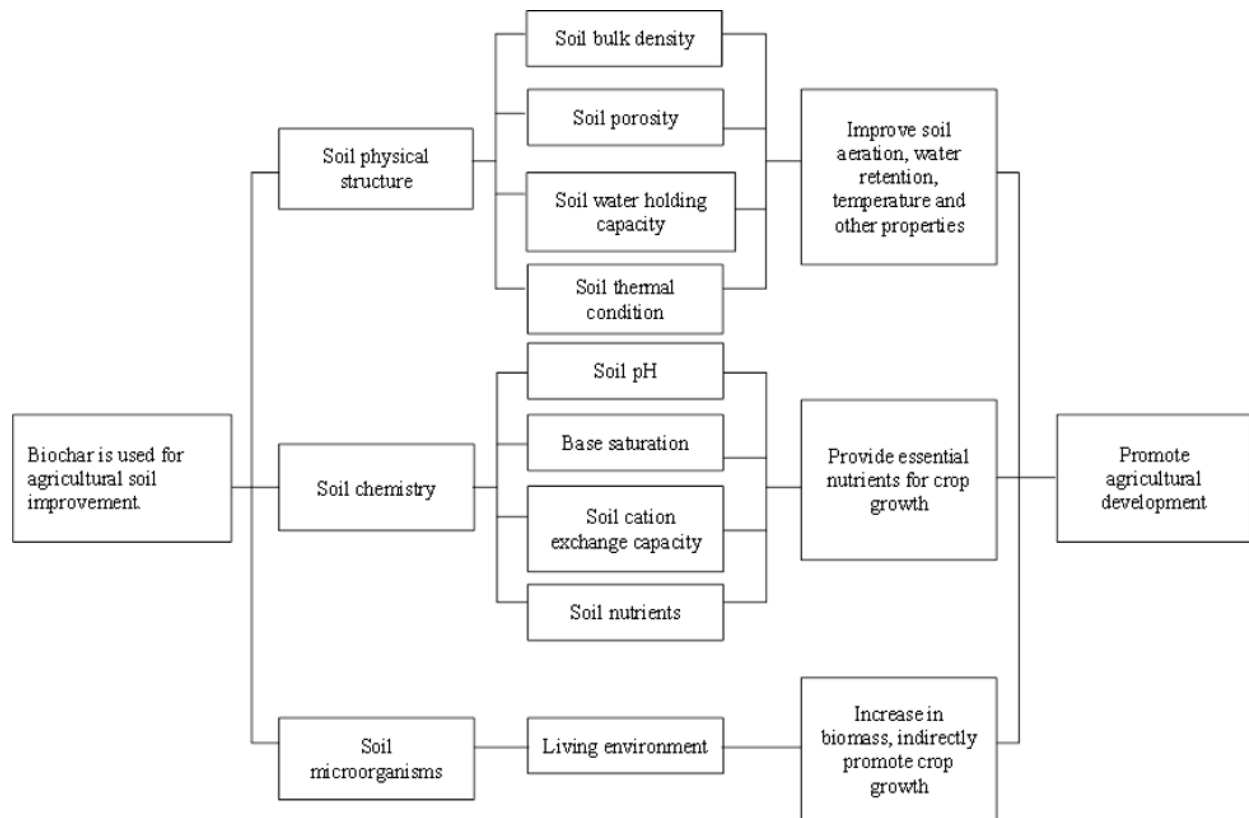 Soil bulk density
Soil porosity
Soil physical
structure
Soil water holding
capacity
Soil thermal
condition
Improve soil
aeration, water
retention,
temperature and
other properties
Biochar is used for
agricultural soil
improvement.
Soil chemistry
Soil pH
Base saturation
Soil cation
exchange capacity
Soil nutrients
Provide essential
nutrients for crop
growth
Promote
agricultural
development
Soil
microorganisms
Living environment
Increase in
biomass, indirectly
promote crop
growth